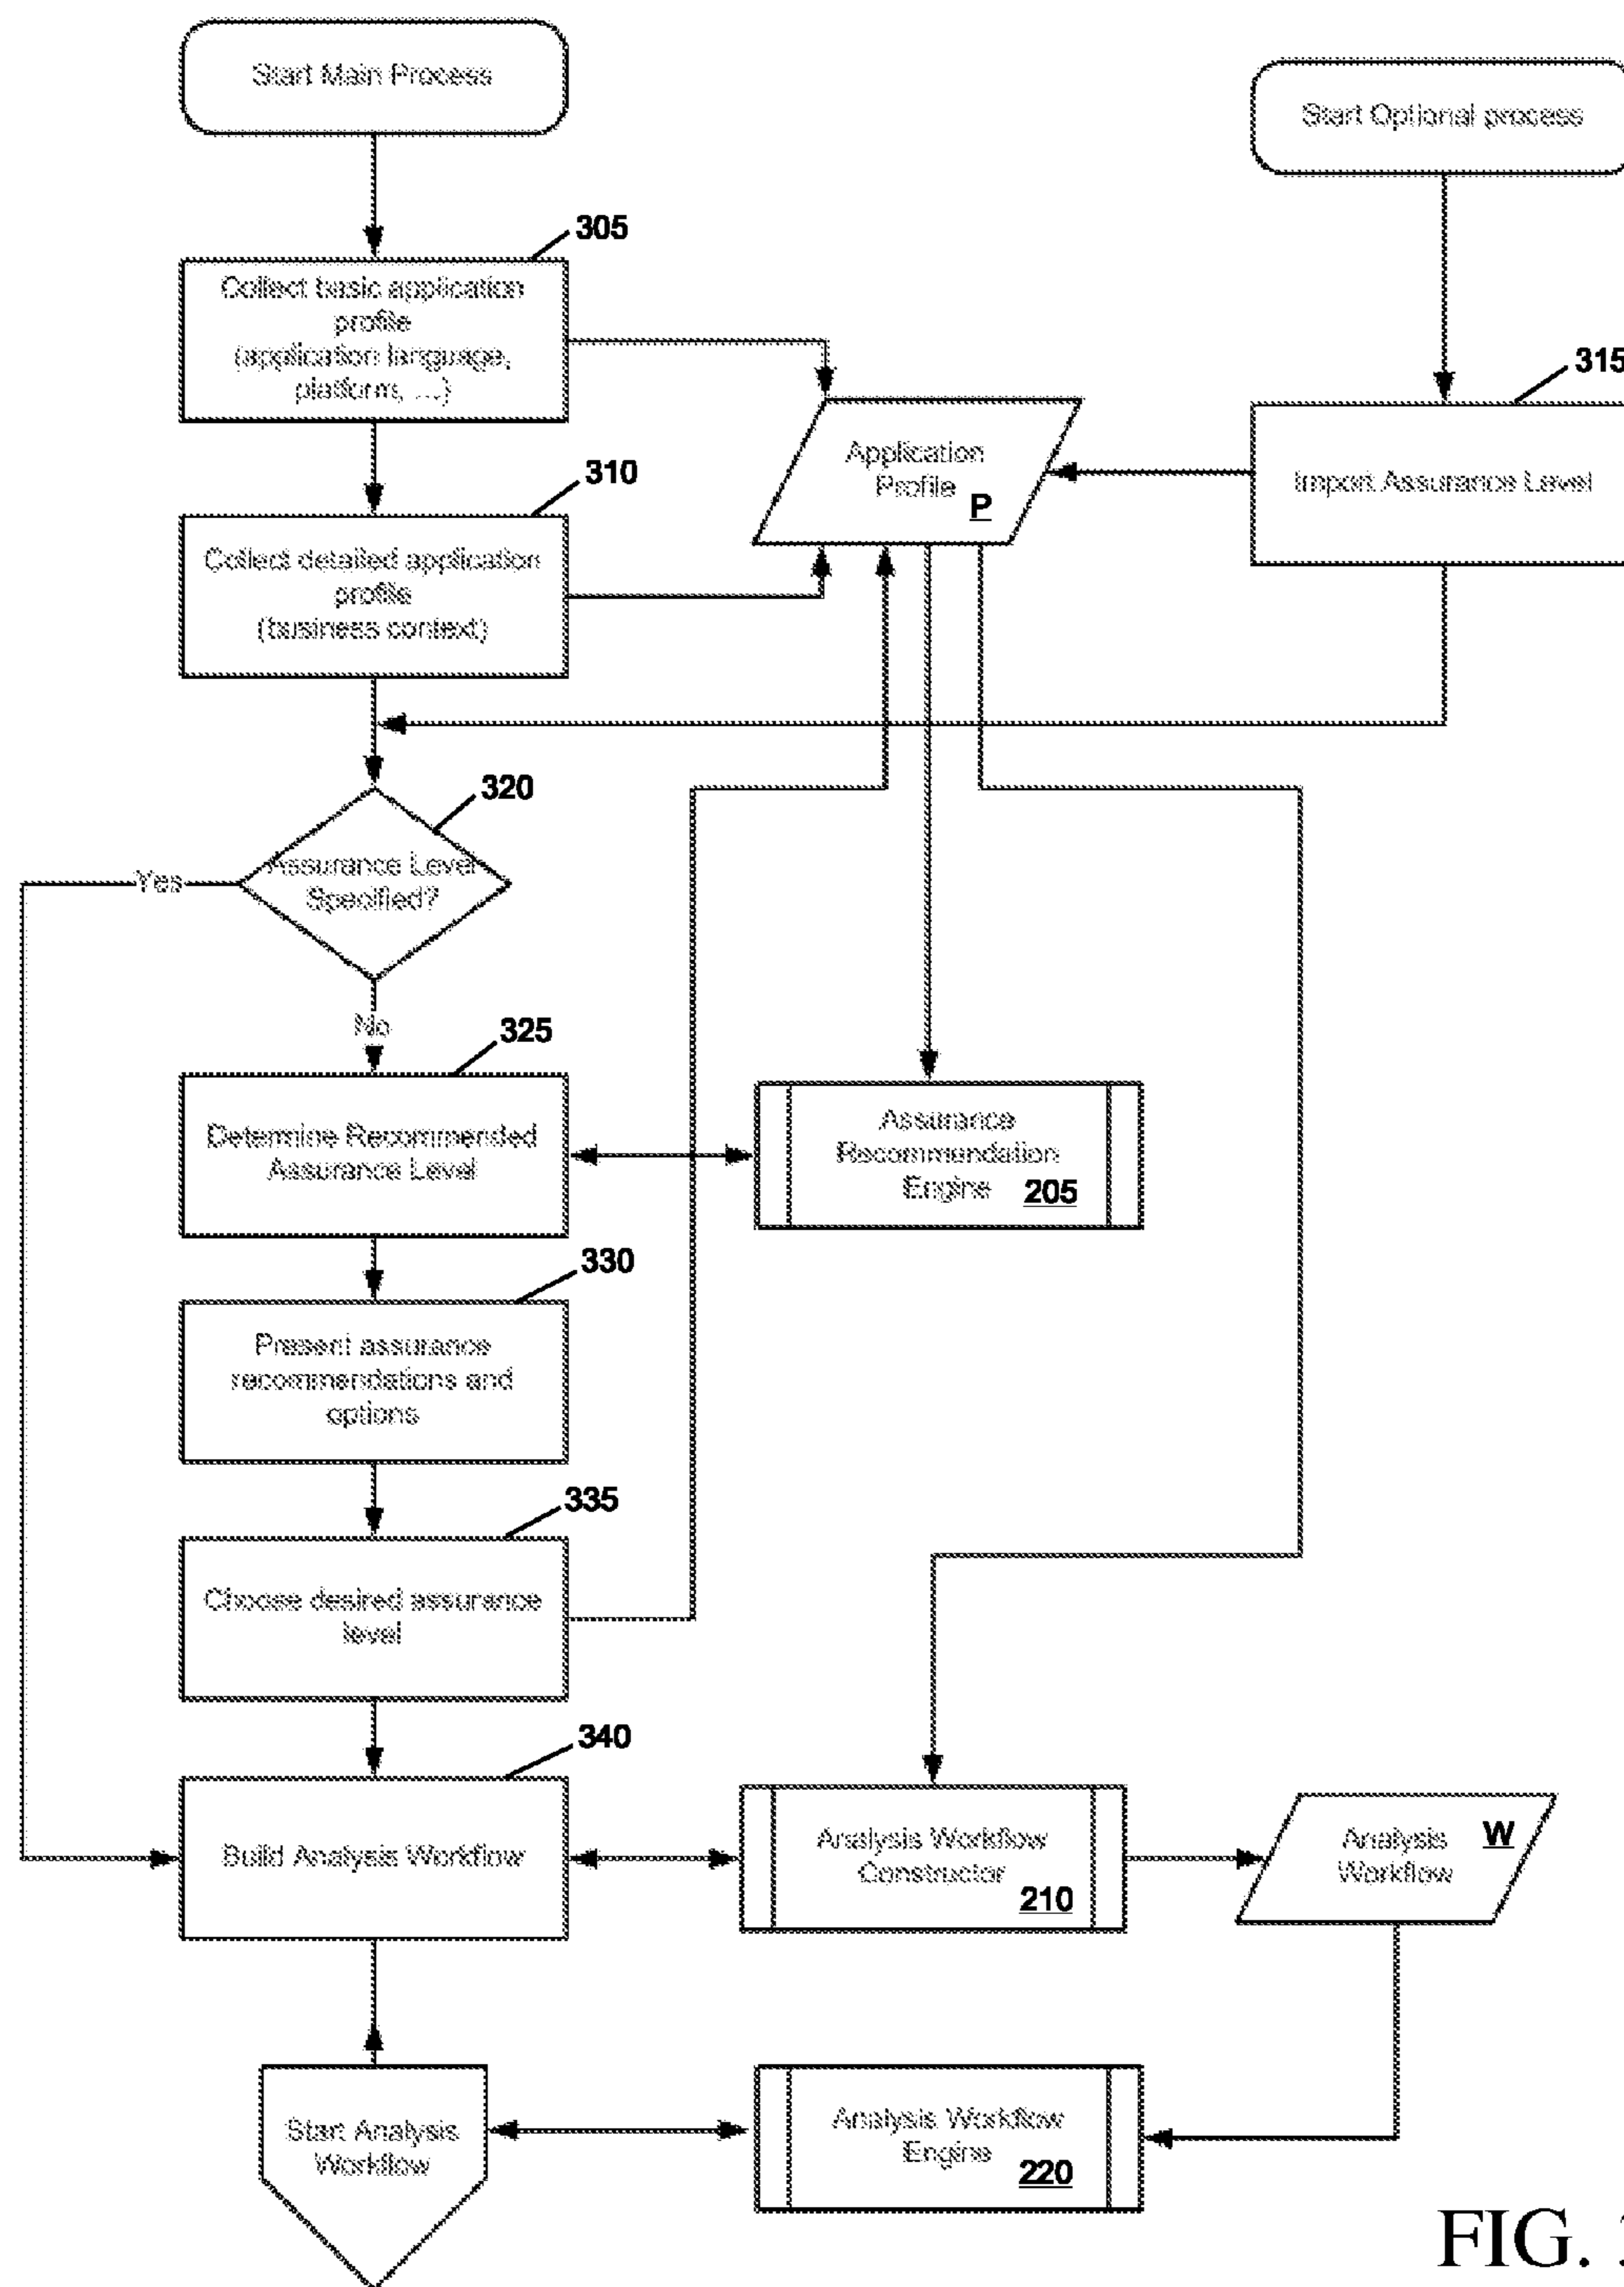 Start Main Process
Start Optional process
305
Collect basic application
profile
(application language,
platform, ...)
315
Application
Profile
P
Import Assurance Level
310
Collect detailed application
profile
(business context)
320
Yes
Assurance Level
Specified?
No
325
Determine Recommended
Assurance Level
Assurance
Recommendation
Engine 205
330
Present assurance
recommendations and
options
335
Choose desired assurance
level
340
Build Analysis Workflow
Analysis Workflow
Constructor
210
Analysis
Workflow
W
Start Analysis
Workflow
Analysis Workflow
Engine
220
FIG.